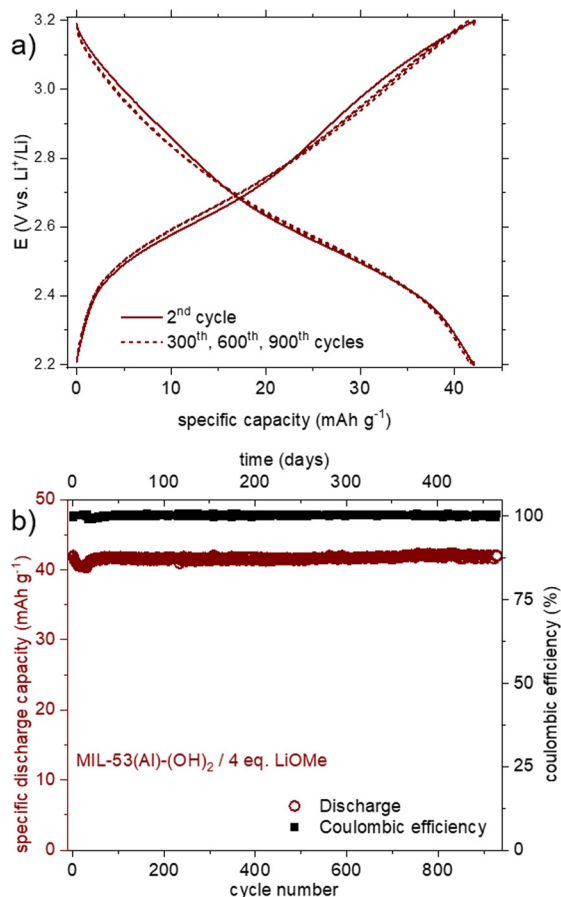 a)
3.2
3.0
2.8
2.6
2.4
2.2
E (V vs. Li⁺/Li)
2ⁿᵈ cycle
300ᵗʰ, 600ᵗʰ, 900ᵗʰ cycles
0 10 20 30 40
specific capacity (mAh g⁻¹)
time (days)
0 100 200 300 400
b)
50
40
30
20
10
0
specific discharge capacity (mAh g⁻¹)
100
75
50
25
0
coulombic efficiency (%)
MIL-53(Al)-(OH)₂ / 4 eq. LiOMe
Discharge
Coulombic efficiency
0 200 400 600 800
cycle number